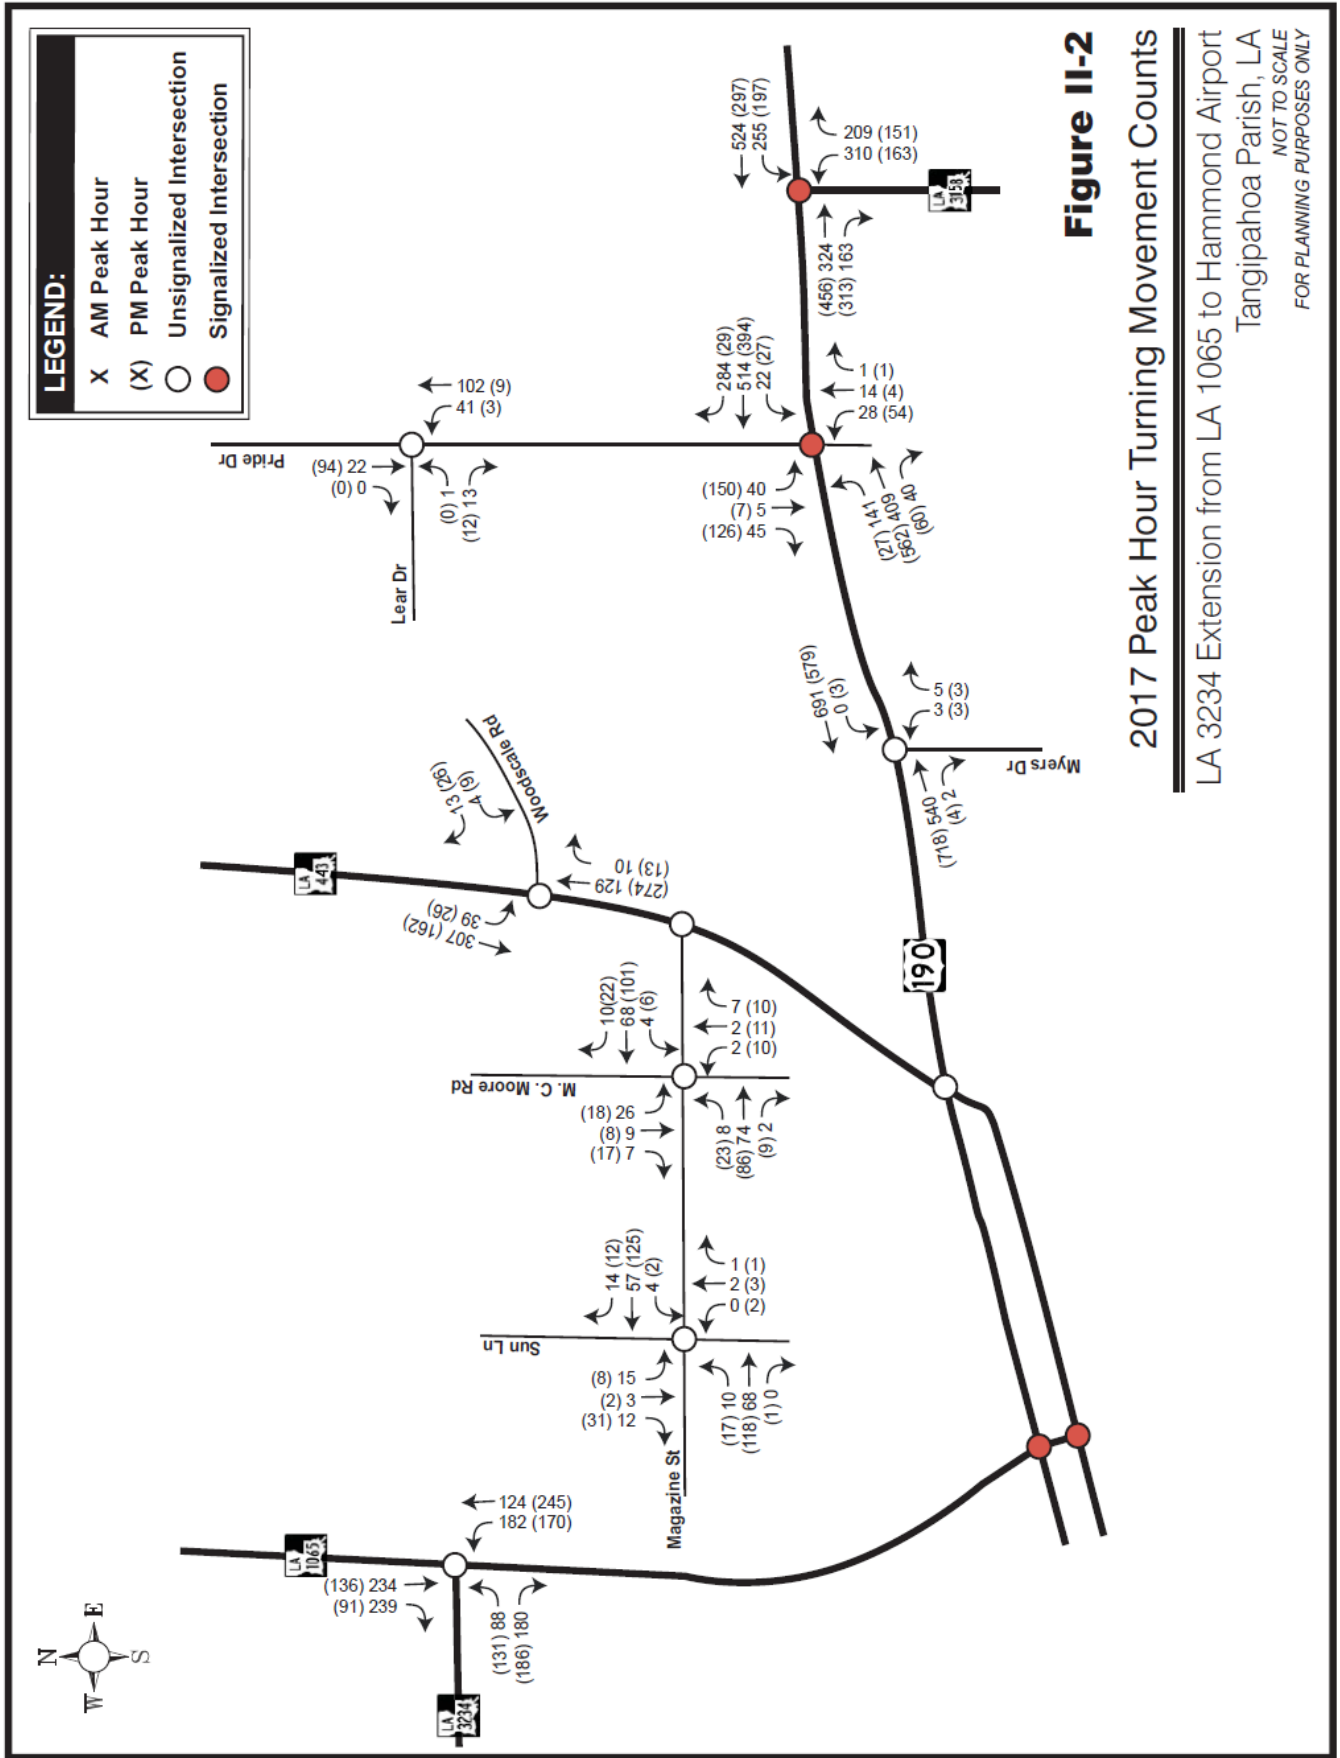 LEGEND:
X AM Peak Hour
(X) PM Peak Hour
Unsignalized Intersection
Signalized Intersection
N
E
S
W
LA
1065
LA
3234
124 (245)
182 (170)
(136) 234
(91) 239
(131) 88
(186) 180
Magazine St
Sun Ln
14 (12)
57 (125)
4 (2)
1 (1)
2 (3)
0 (2)
(8) 15
(2) 3
(31) 12
(17) 10
(118) 68
(1) 0
M. C. Moore Rd
10(22)
68 (101)
4 (6)
7 (10)
2 (11)
2 (10)
(18) 26
(8) 9
(17) 7
(23) 8
(86) 74
(9) 2
LA
443
Woodscale Rd
13 (26)
4 (9)
39 (26)
307 (162)
(13) 10
(274) 129
190
Myers Dr
691 (579)
0 (3)
5 (3)
3 (3)
(718) 540
(4) 2
Pride Dr
Lear Dr
102 (9)
41 (3)
(94) 22
(0) 0
(0) 1
(12) 13
284 (29)
514 (394)
22 (27)
1 (1)
14 (4)
28 (54)
(150) 40
(7) 5
(126) 45
(27) 141
(562) 409
(60) 40
524 (297)
255 (197)
209 (151)
310 (163)
(456) 324
(313) 163
LA
3158
Figure II-2
2017 Peak Hour Turning Movement Counts
LA 3234 Extension from LA 1065 to Hammond Airport
Tangipahoa Parish, LA
NOT TO SCALE
FOR PLANNING PURPOSES ONLY